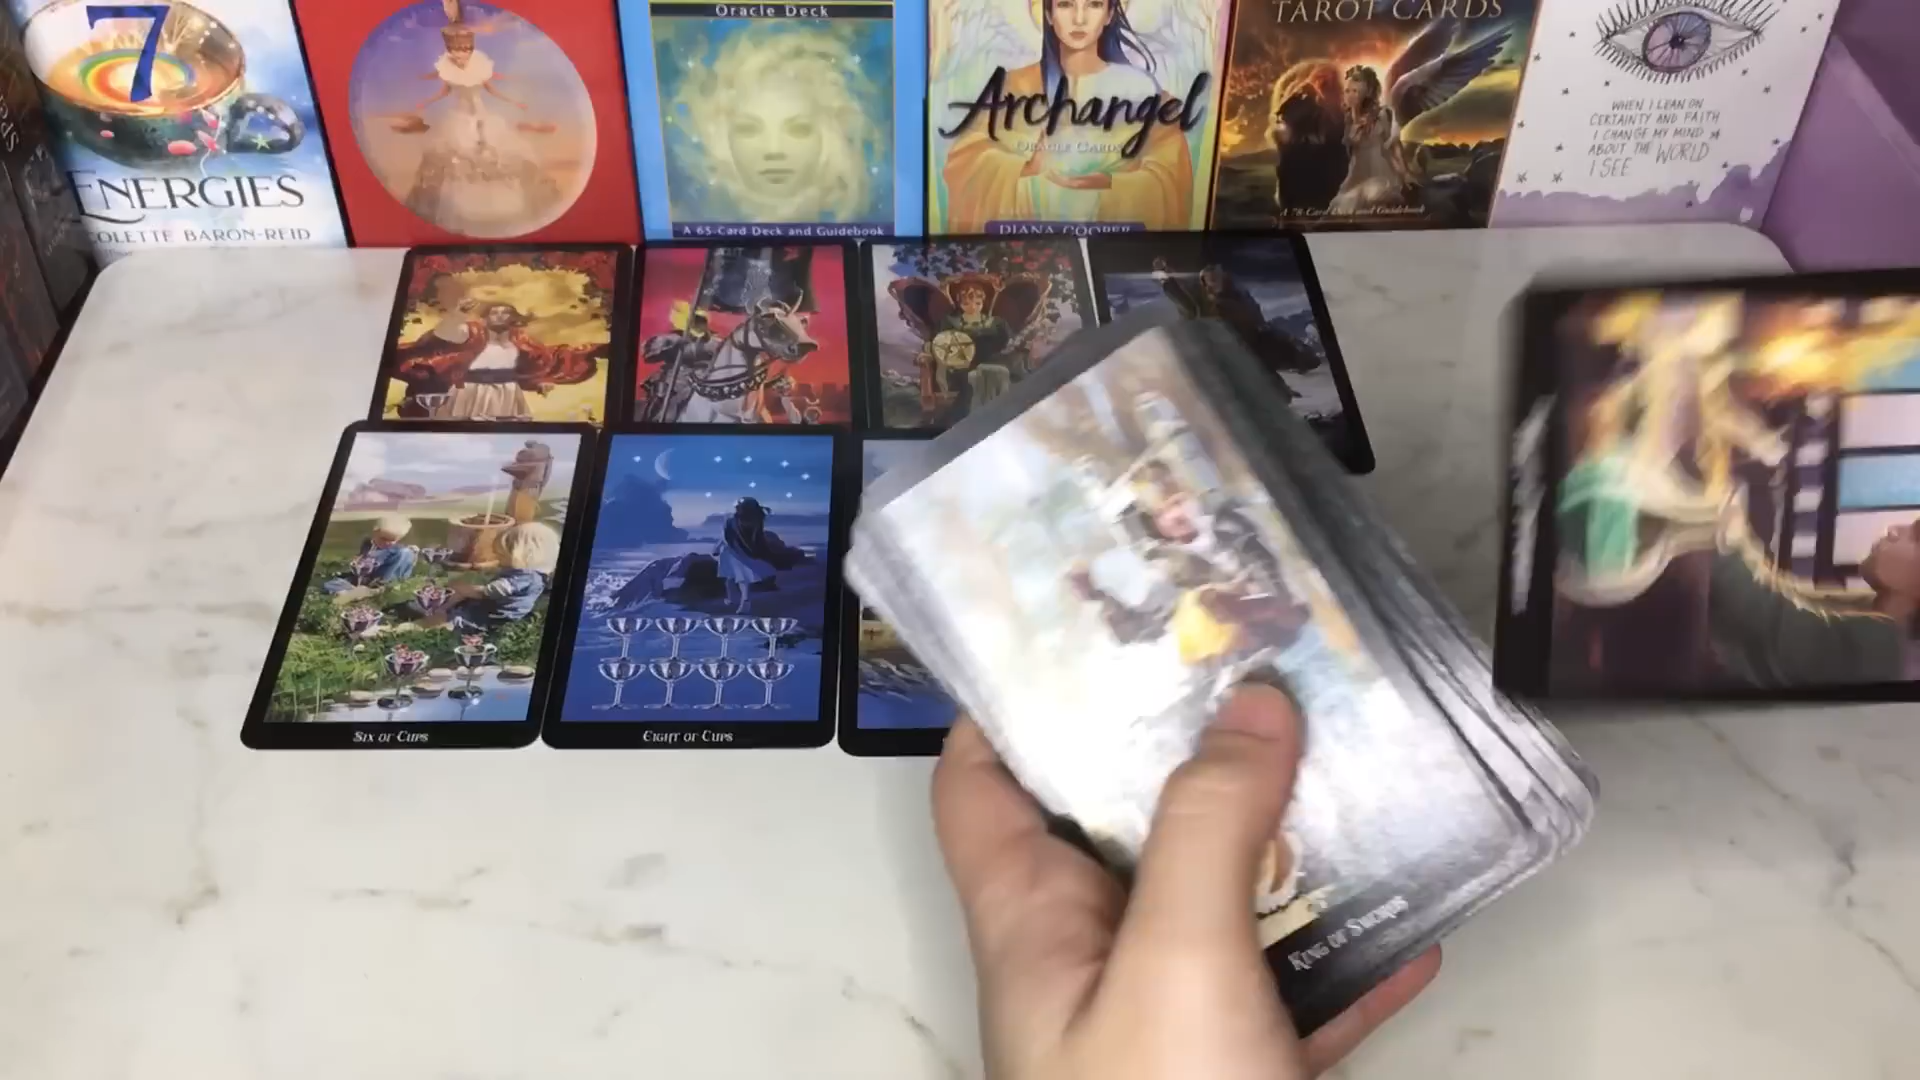 7
ENERGIES
COLETTE BARON-REID
Oracle Deck
A 65-Card Deck and Guidebook
Archangel
ORACLE CARDS
DIANA COOPER
TAROT CARDS
A 78-Card Deck and Guidebook
WHEN I LEAN ON
CERTAINTY AND FAITH
I CHANGE MY MIND
ABOUT THE WORLD
I SEE
SIX OF CUPS
EIGHT OF CUPS
KING OF SWORDS